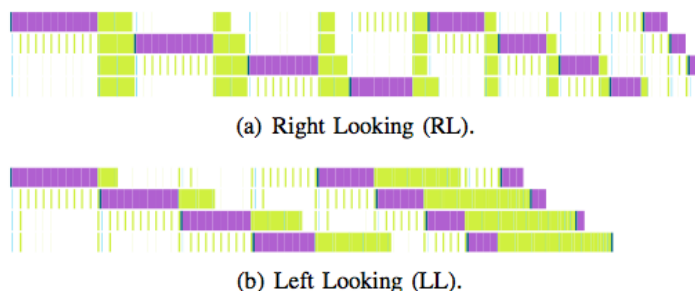 (a) Right Looking (RL).
(b) Left Looking (LL).